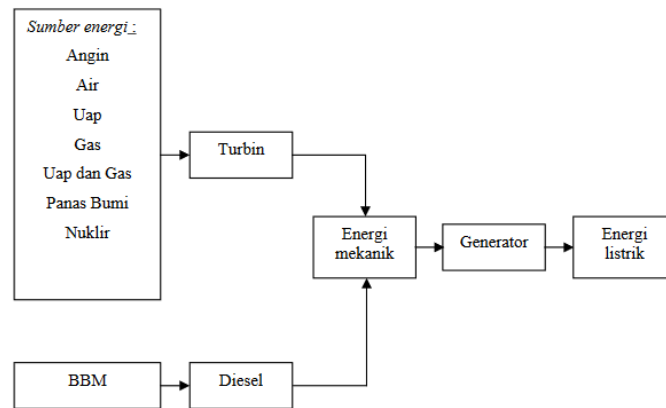 Sumber energi :
Angin
Air
Uap
Gas
Uap dan Gas
Panas Bumi
Nuklir
Turbin
Energi
mekanik
Generator
Energi
listrik
BBM
Diesel